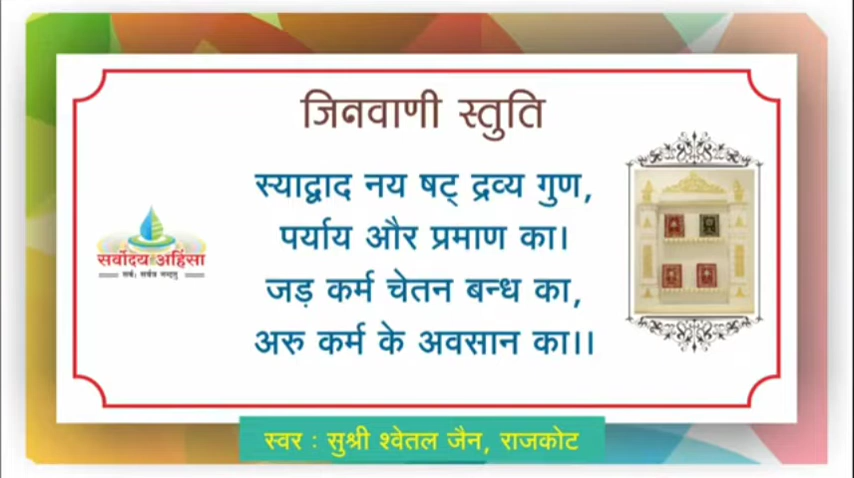 जिनवाणी स्तुति
स्याद्वाद नय षट् द्रव्य गुण,
पर्याय और प्रमाण का।
जड़ कर्म चेतन बन्ध का,
अरु कर्म के अवसान का।।
सर्वोदय अहिंसा
स्वर : सुश्री श्वेतल जैन, राजकोट